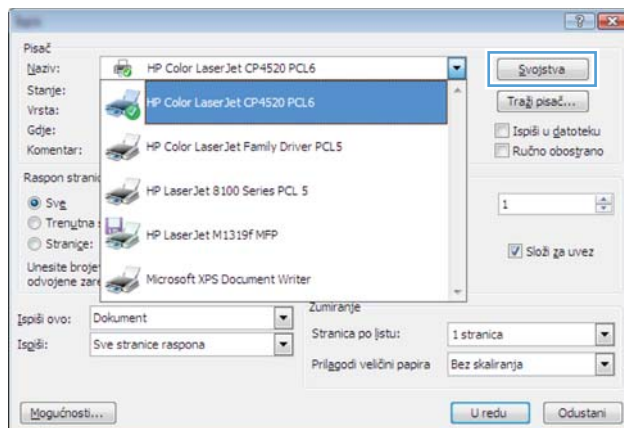 Pisač
Naziv: HP Color LaserJet CP4520 PCL6 Svojstva
Stanje: HP Color LaserJet CP4520 PCL6 Traži pisač...
Vrsta:
Gdje: HP Color LaserJet Family Driver PCL5 Ispiši u datoteku
Komentar: Ručno obostrano
Raspon
HP LaserJet 8100 Series PCL 5
Sve 1
Trenutna HP LaserJet M1319f MFP
Stranice: Složi za uvez
Unesite
odvojene Microsoft XPS Document Writer
Zumiranje
Ispiši ovo: Dokument Stranica po listu: 1 stranica
Ispiši: Sve stranice raspona Prilagodi veličini papira Bez skaliranja
Mogućnosti... U redu Odustani